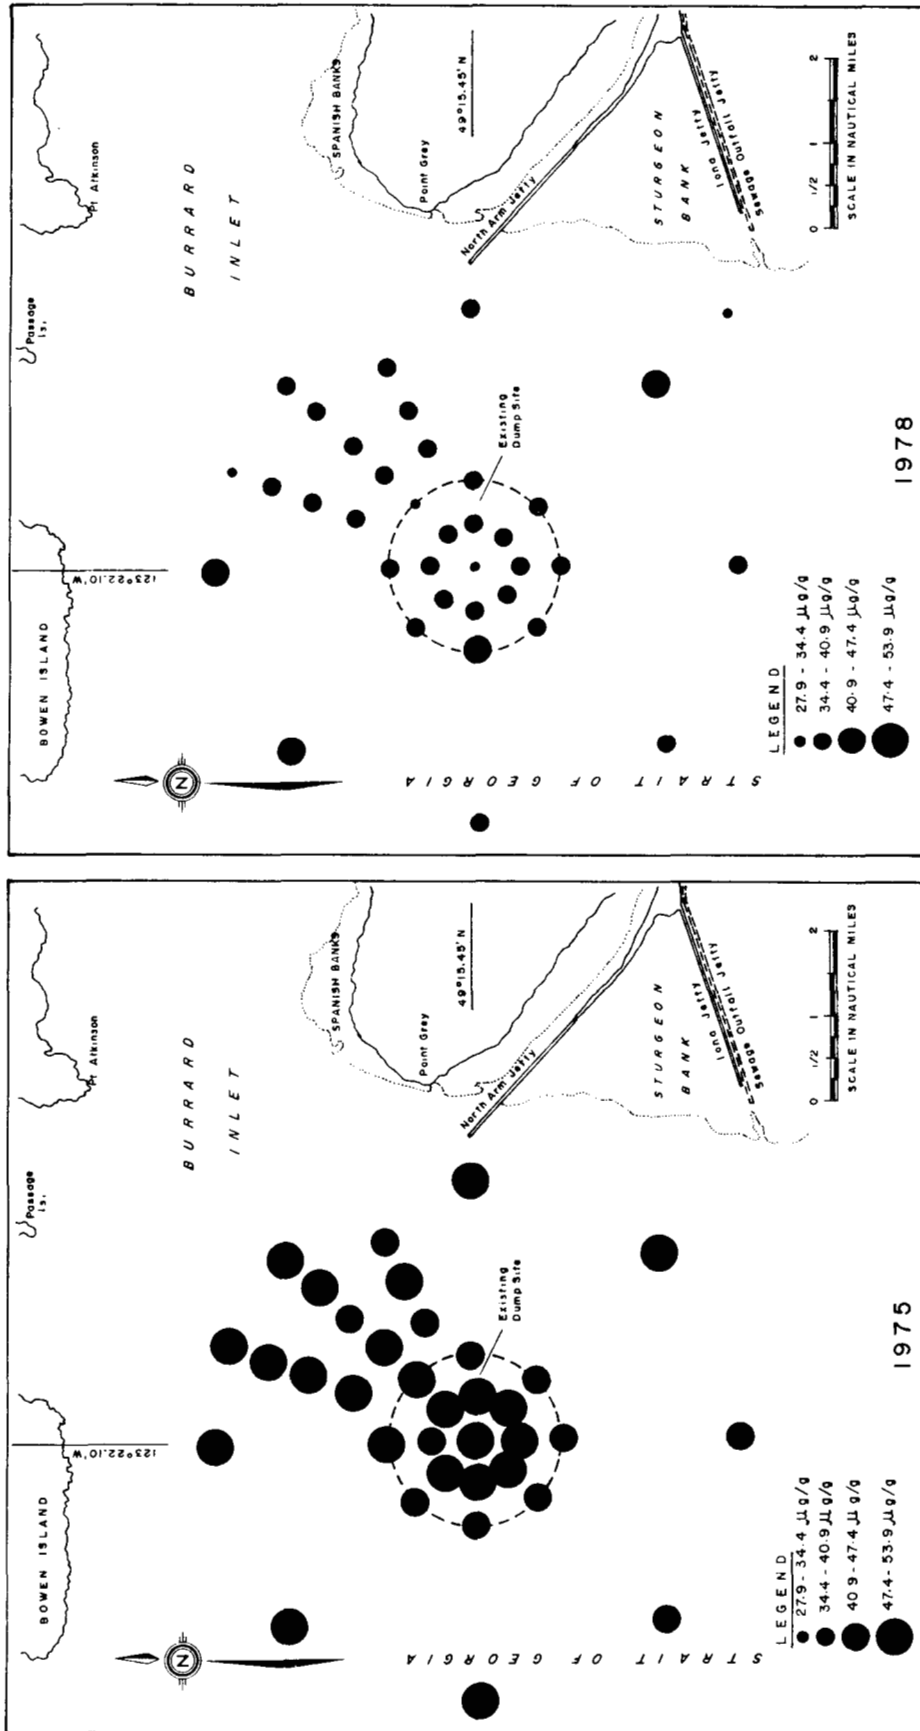 BOWEN ISLAND
123°22.10'W
Passage
Is.
Pt Atkinson
BURRARD
INLET
SPANISH BANKS
Point Grey
49°15.45'N
North Arm Jetty
STURGEON
BANK
Iona Jetty
Sewage Outfall Jetty
Existing
Dump Site
N
STRAIT OF GEORGIA
LEGEND
27.9 - 34.4 µg/g
34.4 - 40.9 µg/g
40.9 - 47.4 µg/g
47.4 - 53.9 µg/g
1975
0 1/2 1 2
SCALE IN NAUTICAL MILES
BOWEN ISLAND
123°22.10'W
Passage
Is.
Pt Atkinson
BURRARD
INLET
SPANISH BANKS
Point Grey
49°15.45'N
North Arm Jetty
STURGEON
BANK
Iona Jetty
Sewage Outfall Jetty
Existing
Dump Site
N
STRAIT OF GEORGIA
LEGEND
27.9 - 34.4 µg/g
34.4 - 40.9 µg/g
40.9 - 47.4 µg/g
47.4 - 53.9 µg/g
1978
0 1/2 1 2
SCALE IN NAUTICAL MILES